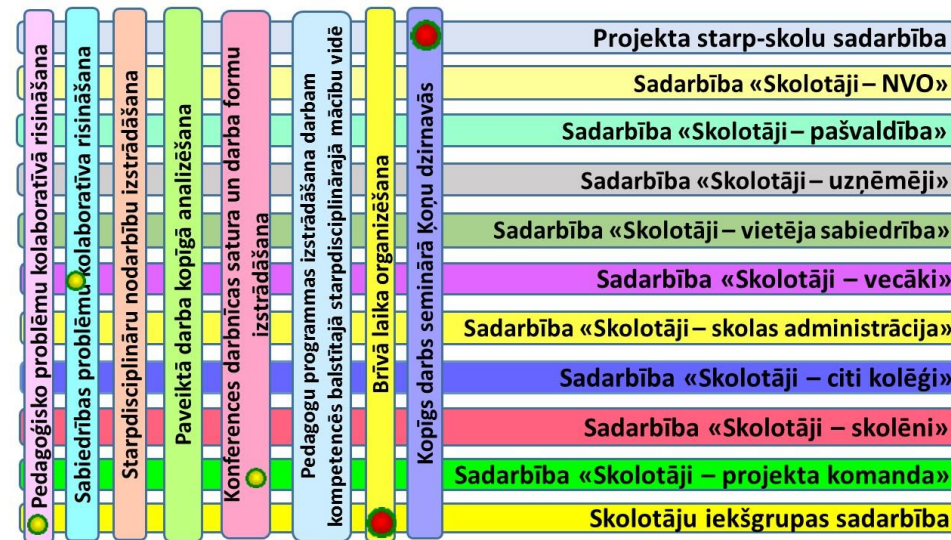 Pedagoģisko problēmu kolaboratīvā risināšana
Sabiedrības problēmu kolaboratīva risināšana
Starpdisciplināru nodarbību izstrādāšana
Paveiktā darba kopīgā analizēšana
Konferences darbnīcas satura un darba formu
izstrādāšana
Pedagogu programmas izstrādāšana darbam
kompetencēs balstītajā starpdisciplinārajā mācību vidē
Brīvā laika organizēšana
Kopīgs darbs seminārā Ķoņu dzirnavās
Projekta starp-skolu sadarbība
Sadarbība «Skolotāji – NVO»
Sadarbība «Skolotāji – pašvaldība»
Sadarbība «Skolotāji – uzņēmēji»
Sadarbība «Skolotāji – vietēja sabiedrība»
Sadarbība «Skolotāji – vecāki»
Sadarbība «Skolotāji – skolas administrācija»
Sadarbība «Skolotāji – citi kolēģi»
Sadarbība «Skolotāji – skolēni»
Sadarbība «Skolotāji – projekta komanda»
Skolotāju iekšgrupas sadarbība